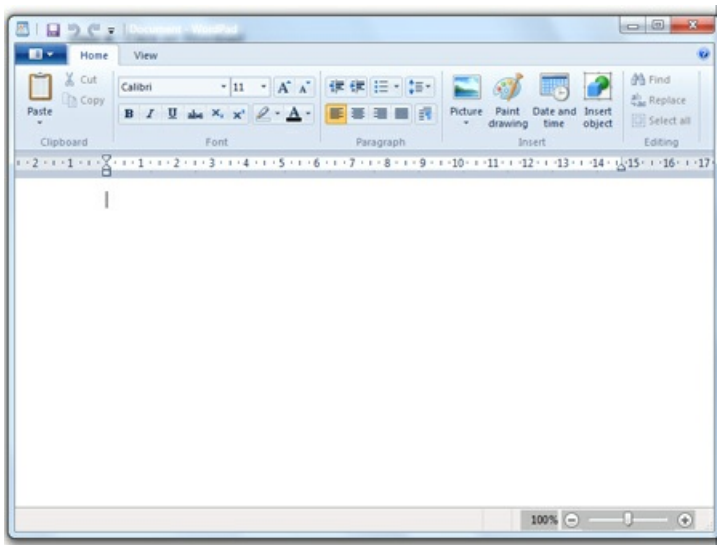 Document - WordPad
Home View
Cut
Copy
Paste
Calibri 11
B I U abc X₂ X² A
Picture Paint drawing Date and time Insert object
Find
Replace
Select all
Clipboard Font Paragraph Insert Editing
2 1 1 2 3 4 5 6 7 8 9 10 11 12 13 14 15 16 17
100%